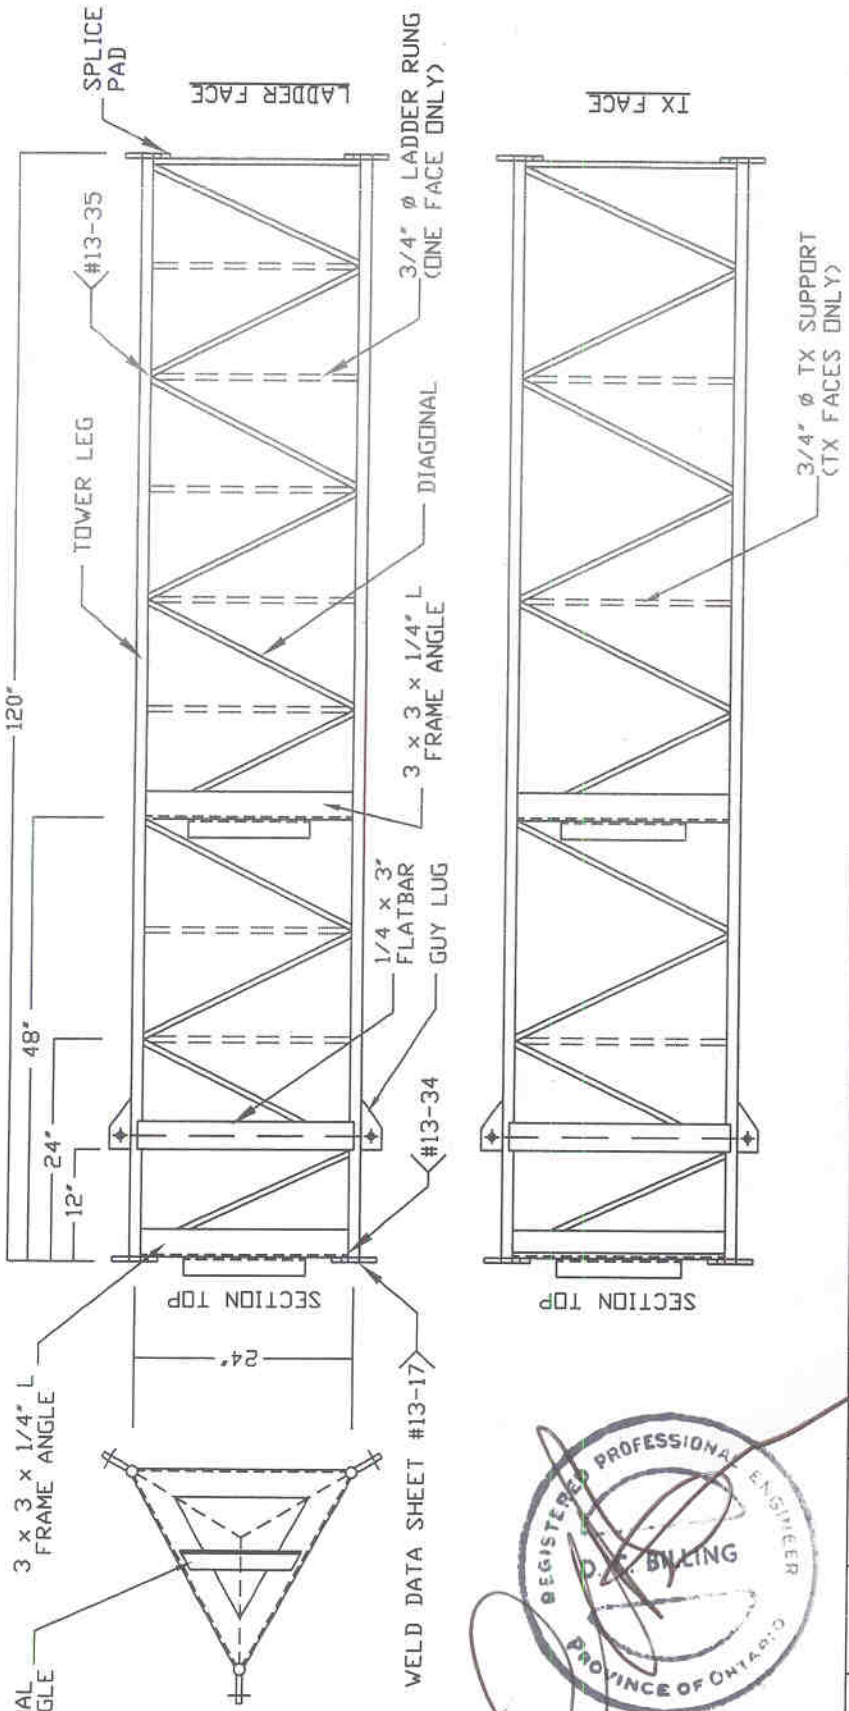 120"
48"
24"
12"
TOWER LEG
#13-35
SPLICE
PAD
LADDER FACE
3/4" Ø LADDER RUNG
(ONE FACE ONLY)
DIAGONAL
3 x 3 x 1/4" L
FRAME ANGLE
1/4 x 3"
FLATBAR
GUY LUG
#13-34
SECTION TOP
3 x 3 x 1/4" L
FRAME ANGLE
24"
WELD DATA SHEET #13-17
TX FACE
3/4" Ø TX SUPPORT
(TX FACES ONLY)
SECTION TOP
REGISTERED PROFESSIONAL ENGINEER
BILLING
PROVINCE OF ONTARIO